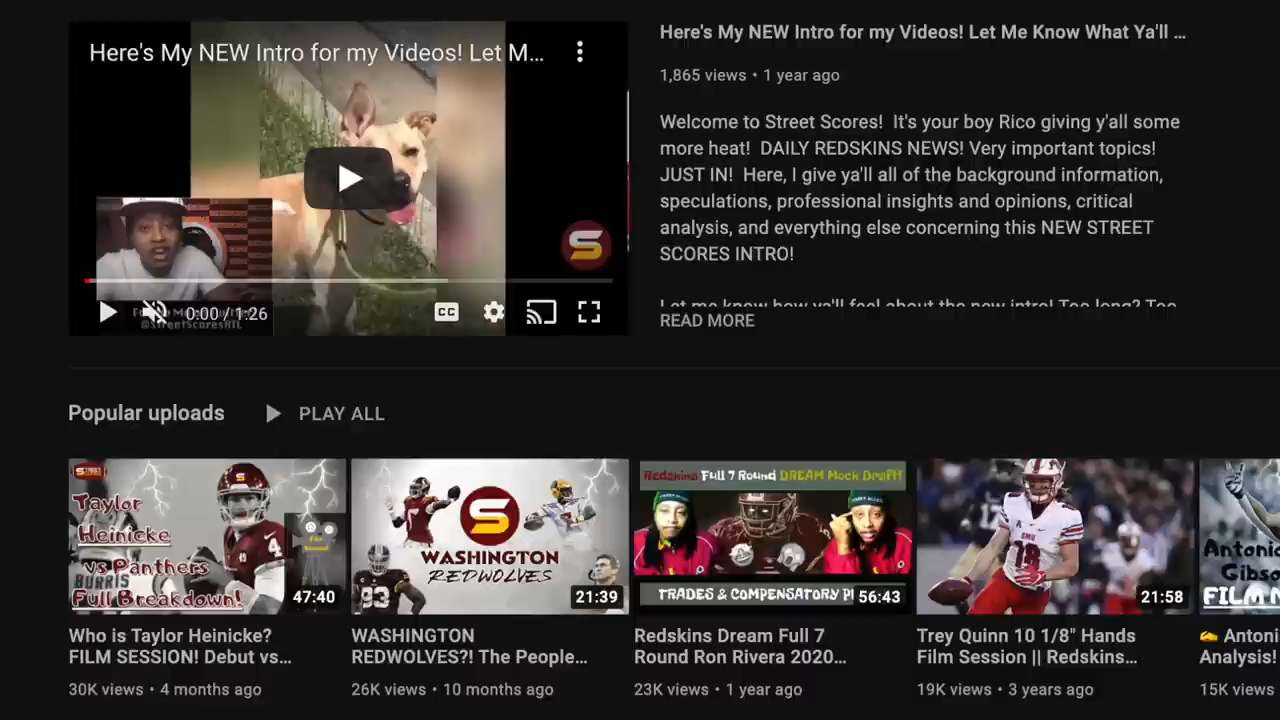 Here's My NEW Intro for my Videos! Let M...
0:00 / 1:26
CC
@StreetScoresATL
Here's My NEW Intro for my Videos! Let Me Know What Ya'll ...
1,865 views • 1 year ago
Welcome to Street Scores! It's your boy Rico giving y'all some
more heat! DAILY REDSKINS NEWS! Very important topics!
JUST IN! Here, I give ya'll all of the background information,
speculations, professional insights and opinions, critical
analysis, and everything else concerning this NEW STREET
SCORES INTRO!
Let me know how ya'll feel about the new intro! Too long? Too
READ MORE
Popular uploads
PLAY ALL
Taylor
Heinicke
vs Panthers
BURRIS
Full Breakdown!
4
47:40
Who is Taylor Heinicke?
FILM SESSION! Debut vs...
30K views • 4 months ago
S
WASHINGTON
REDWOLVES
93
21:39
WASHINGTON
REDWOLVES?! The People...
26K views • 10 months ago
Redskins Full 7 Round DREAM Mock Draft!
TRADES & COMPENSATORY PI
56:43
Redskins Dream Full 7
Round Ron Rivera 2020...
23K views • 1 year ago
SMU
18
21:58
Trey Quinn 10 1/8" Hands
Film Session || Redskins...
19K views • 3 years ago
Antonio
Gibso
FILM
✍ Antoni
Analysis!
15K views